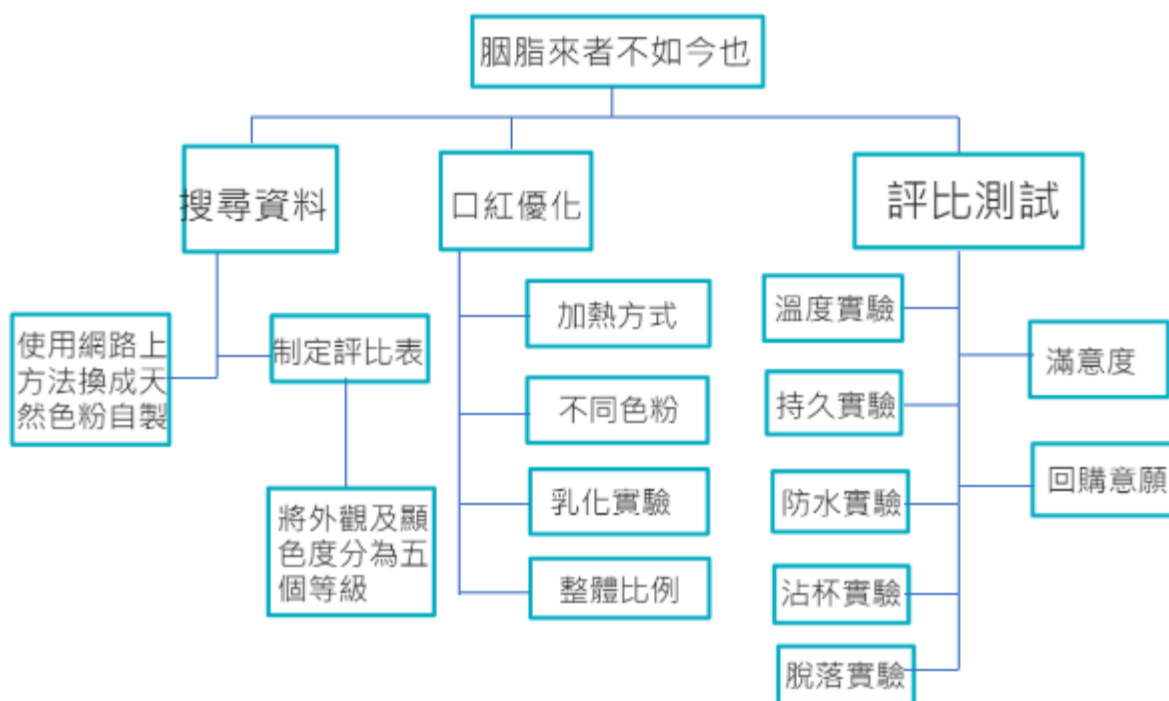 胭脂來者不如今也
搜尋資料
口紅優化
評比測試
使用網路上
方法換成天
然色粉自製
制定評比表
將外觀及顯
色度分為五
個等級
加熱方式
不同色粉
乳化實驗
整體比例
溫度實驗
持久實驗
防水實驗
沾杯實驗
脫落實驗
滿意度
回購意願